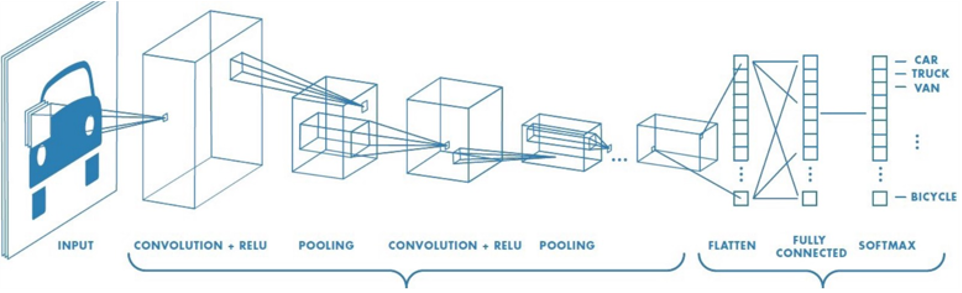 CAR
TRUCK
VAN
BICYCLE
INPUT
CONVOLUTION + RELU
POOLING
CONVOLUTION + RELU
POOLING
FLATTEN
FULLY
CONNECTED
SOFTMAX